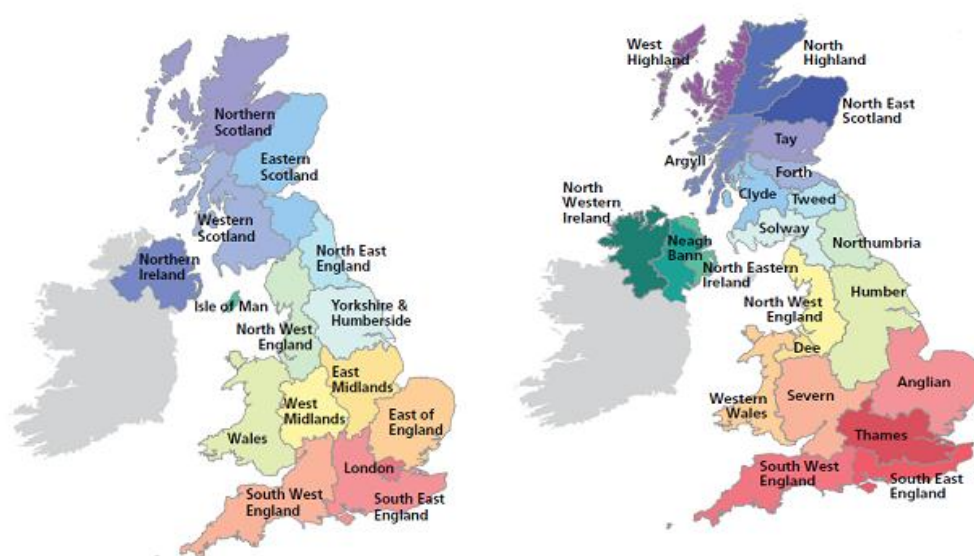 Northern
Scotland
Eastern
Scotland
Western
Scotland
Northern
Ireland
North East
England
Isle of Man
Yorkshire &
Humberside
North West
England
East
Midlands
West
Midlands
East of
England
Wales
London
South West
England
South East
England
West
Highland
North
Highland
North East
Scotland
Tay
Argyll
Forth
North
Western
Ireland
Clyde
Tweed
Solway
Neagh
Bann
Northumbria
North Eastern
Ireland
North West
England
Humber
Dee
Anglian
Severn
Western
Wales
Thames
South West
England
South East
England